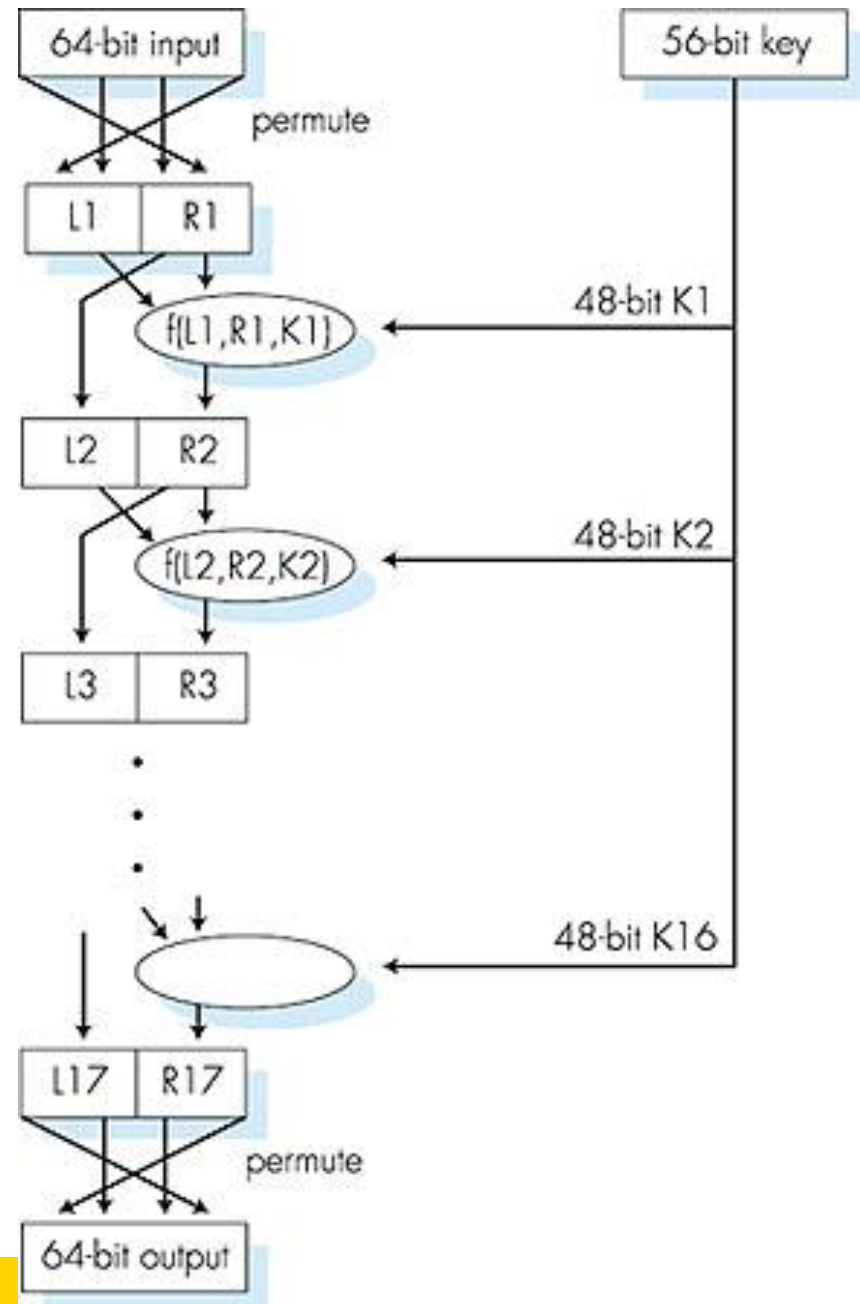 64-bit input
56-bit key
permute
L1 R1
48-bit K1
f(L1,R1,K1)
L2 R2
48-bit K2
f(L2,R2,K2)
L3 R3
48-bit K16
L17 R17
permute
64-bit output